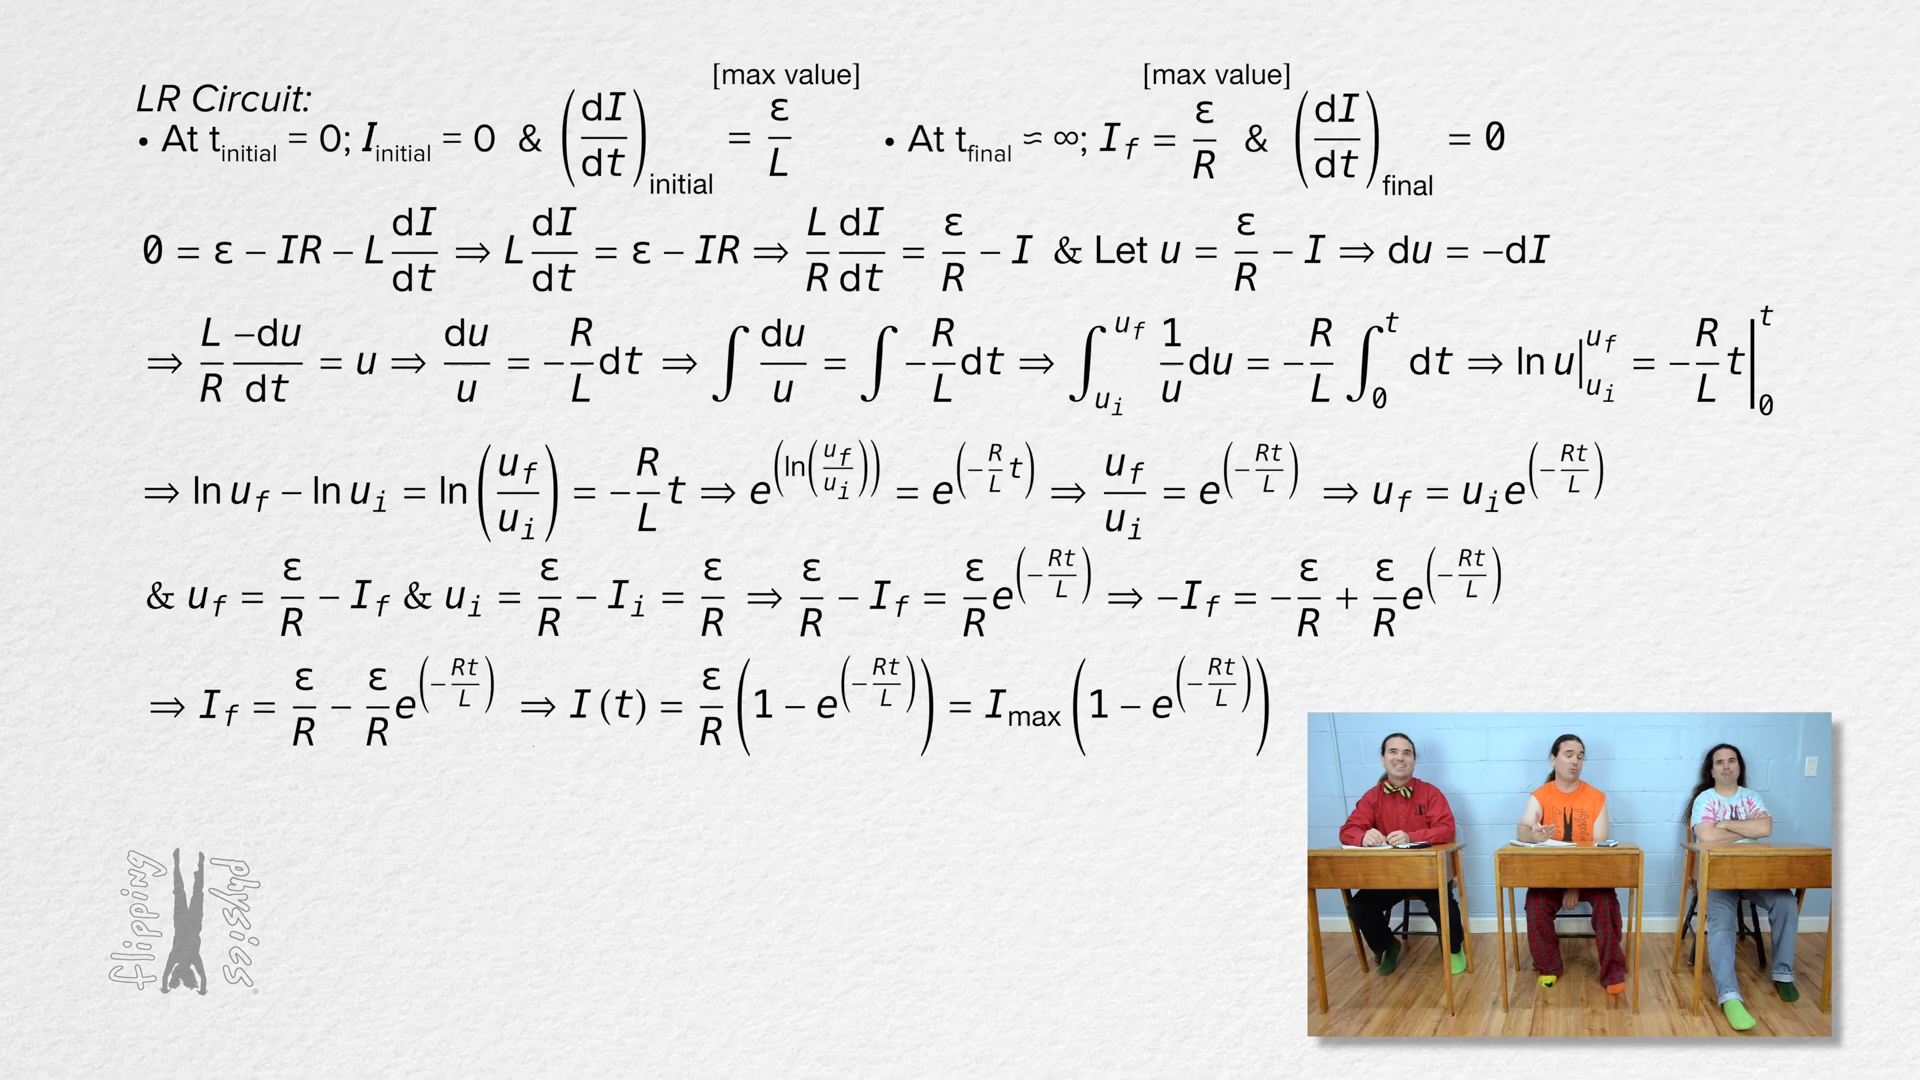 LR Circuit:
[max value] [max value]
• At t_initial = 0; I_initial = 0 & (dI/dt)_initial = ε/L • At t_final ≈ ∞; I_f = ε/R & (dI/dt)_final = 0
0 = ε − IR − L dI/dt ⇒ L dI/dt = ε − IR ⇒ L/R dI/dt = ε/R − I & Let u = ε/R − I ⇒ du = −dI
⇒ L/R −du/dt = u ⇒ du/u = −R/L dt ⇒ ∫ du/u = ∫ −R/L dt ⇒ ∫_{u_i}^{u_f} 1/u du = −R/L ∫_0^t dt ⇒ ln u|_{u_i}^{u_f} = −R/L t|_0^t
⇒ ln u_f − ln u_i = ln(u_f/u_i) = −R/L t ⇒ e^(ln(u_f/u_i)) = e^(−R/L t) ⇒ u_f/u_i = e^(−Rt/L) ⇒ u_f = u_i e^(−Rt/L)
& u_f = ε/R − I_f & u_i = ε/R − I_i = ε/R ⇒ ε/R − I_f = ε/R e^(−Rt/L) ⇒ −I_f = −ε/R + ε/R e^(−Rt/L)
⇒ I_f = ε/R − ε/R e^(−Rt/L) ⇒ I(t) = ε/R (1 − e^(−Rt/L)) = I_max (1 − e^(−Rt/L))
flipping physics